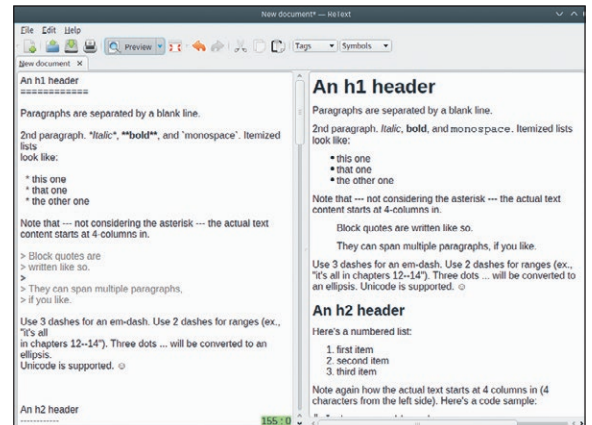 New document* — ReText
File Edit Help
Preview Tags Symbols
New document ×
An h1 header
============
Paragraphs are separated by a blank line.
2nd paragraph. *Italic*, **bold**, and `monospace`. Itemized
lists
look like:
* this one
* that one
* the other one
Note that --- not considering the asterisk --- the actual text
content starts at 4-columns in.
> Block quotes are
> written like so.
>
> They can span multiple paragraphs,
> if you like.
Use 3 dashes for an em-dash. Use 2 dashes for ranges (ex.,
"it's all
in chapters 12--14"). Three dots ... will be converted to an
ellipsis.
Unicode is supported. ☺
An h2 header
------------
155 : 0
An h1 header
Paragraphs are separated by a blank line.
2nd paragraph. Italic, bold, and monospace. Itemized lists
look like:
▪ this one
▪ that one
▪ the other one
Note that --- not considering the asterisk --- the actual text
content starts at 4-columns in.
Block quotes are written like so.
They can span multiple paragraphs, if you like.
Use 3 dashes for an em-dash. Use 2 dashes for ranges (ex.,
"it's all in chapters 12--14"). Three dots ... will be converted to
an ellipsis. Unicode is supported. ☺
An h2 header
Here's a numbered list:
1. first item
2. second item
3. third item
Note again how the actual text starts at 4 columns in (4
characters from the left side). Here's a code sample: